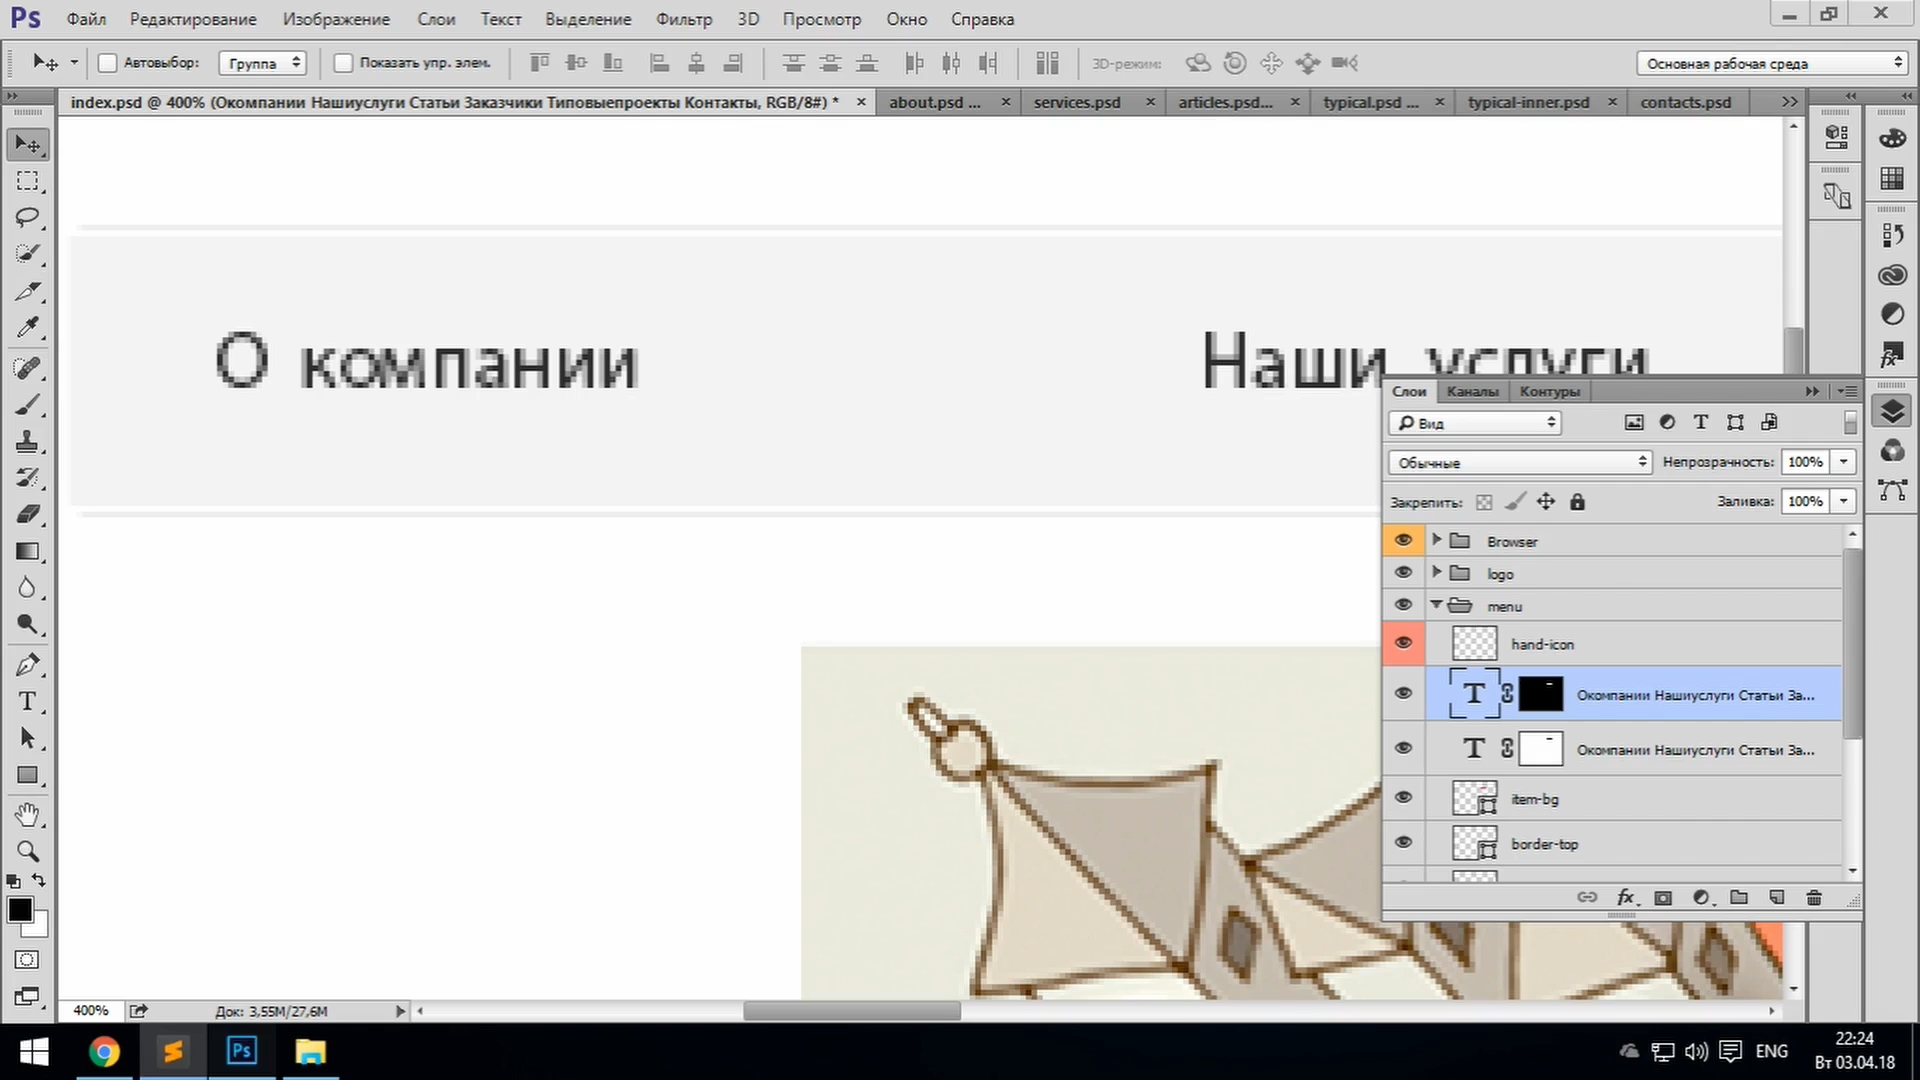 Ps Файл Редактирование Изображение Слои Текст Выделение Фильтр 3D Просмотр Окно Справка
Автовыбор: Группа Показать упр. элем. 3D-режим: Основная рабочая среда
index.psd @ 400% (Окомпании Нашиуслуги Статьи Заказчики Типовыепроекты Контакты, RGB/8#) * about.psd ... services.psd articles.psd... typical.psd ... typical-inner.psd contacts.psd
О компании Наши услуги
Слои Каналы Контуры
Вид
Обычные Непрозрачность: 100%
Закрепить: Заливка: 100%
Browser
logo
menu
hand-icon
Окомпании Нашиуслуги Статьи За...
Окомпании Нашиуслуги Статьи За...
item-bg
border-top
400% Док: 3,55M/27,6M
Ps ENG 22:24
Вт 03.04.18